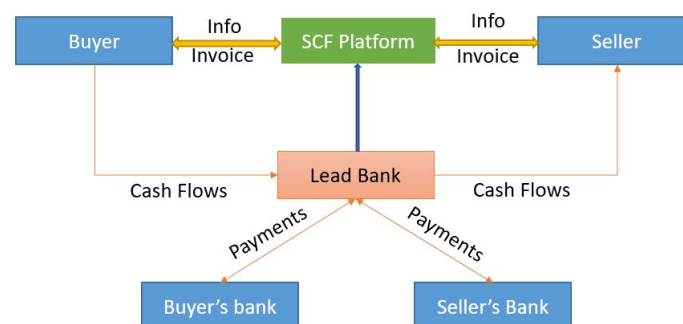 Buyer
Info
Invoice
SCF Platform
Info
Invoice
Seller
Cash Flows
Lead Bank
Cash Flows
Payments
Payments
Buyer's bank
Seller's Bank